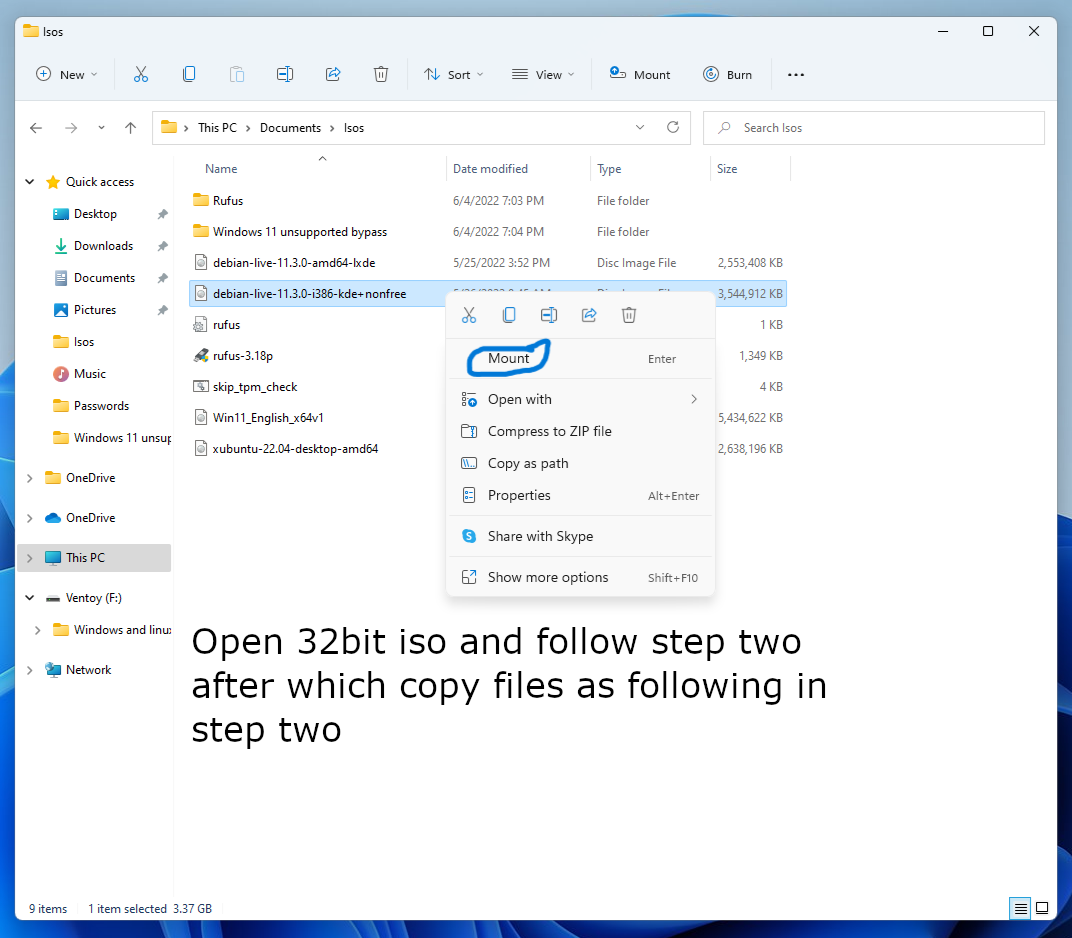 Isos
New
Sort
View
Mount
Burn
This PC > Documents > Isos
Search Isos
Name Date modified Type Size
Quick access
Desktop
Downloads
Documents
Pictures
Isos
Music
Passwords
Windows 11 unsup
OneDrive
OneDrive
This PC
Ventoy (F:)
Windows and linux
Network
Rufus 6/4/2022 7:03 PM File folder
Windows 11 unsupported bypass 6/4/2022 7:04 PM File folder
debian-live-11.3.0-amd64-lxde 5/25/2022 3:52 PM Disc Image File 2,553,408 KB
debian-live-11.3.0-i386-kde+nonfree 3,544,912 KB
rufus 1 KB
rufus-3.18p 1,349 KB
skip_tpm_check 4 KB
Win11_English_x64v1 5,434,622 KB
xubuntu-22.04-desktop-amd64 2,638,196 KB
Mount Enter
Open with
Compress to ZIP file
Copy as path
Properties Alt+Enter
Share with Skype
Show more options Shift+F10
Open 32bit iso and follow step two
after which copy files as following in
step two
9 items 1 item selected 3.37 GB